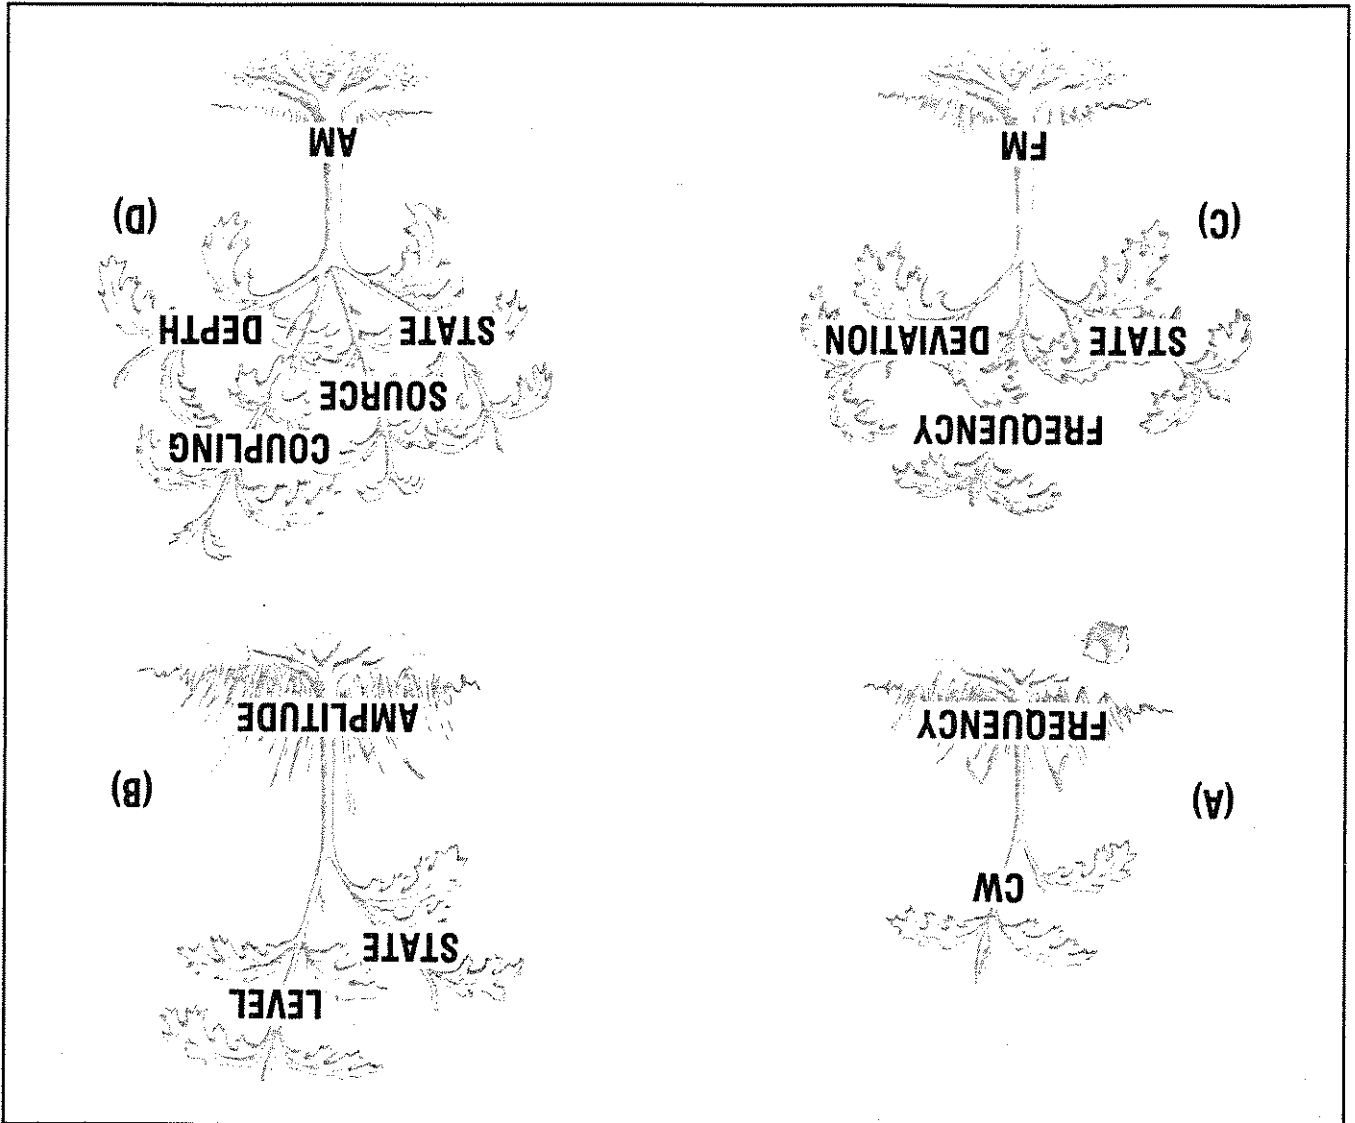 CW
(A)
FREQUENCY
LEVEL
STATE
(B)
AMPLITUDE
FREQUENCY
STATE DEVIATION
(C)
FM
COUPLING
SOURCE
STATE DEPTH
(D)
AM